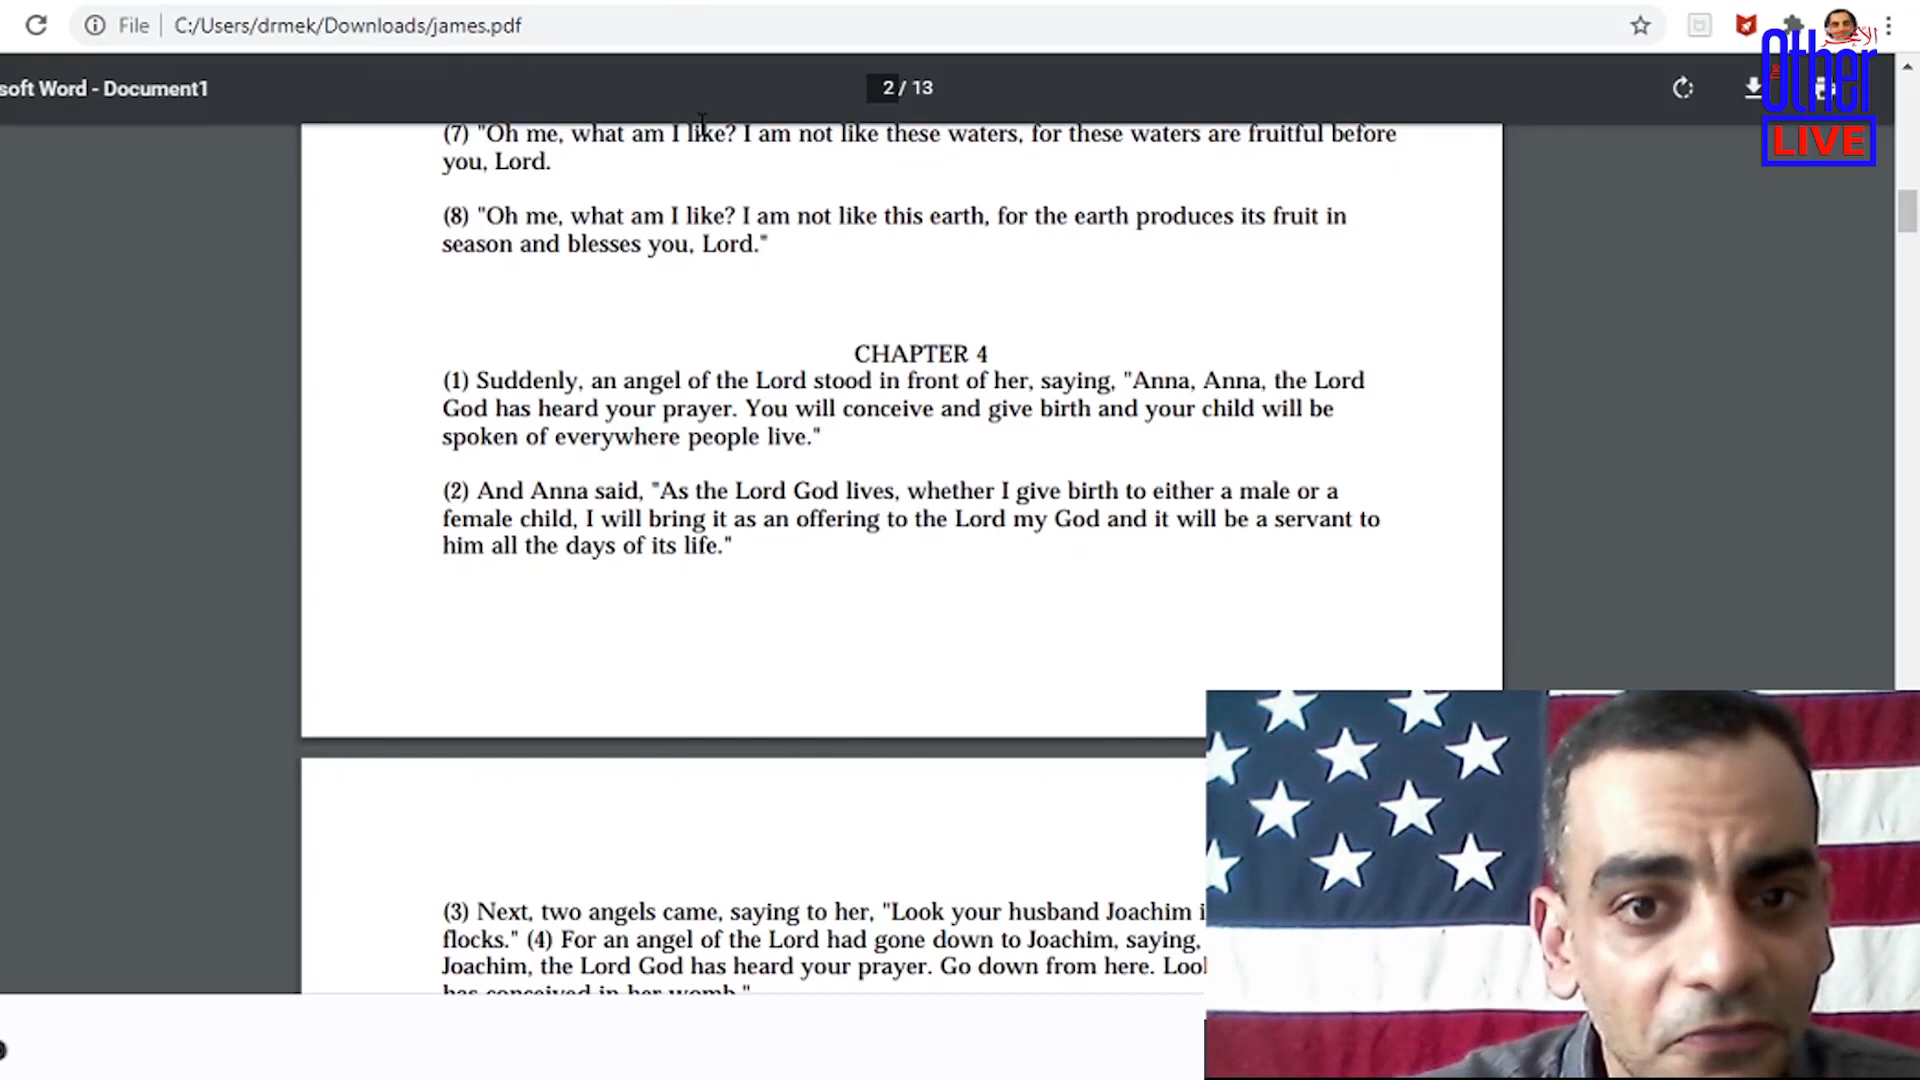 File
C:/Users/drmek/Downloads/james.pdf
The
Other
الآخر
LIVE
soft Word - Document1
2 / 13
(7) "Oh me, what am I like? I am not like these waters, for these waters are fruitful before
you, Lord.
(8) "Oh me, what am I like? I am not like this earth, for the earth produces its fruit in
season and blesses you, Lord."
CHAPTER 4
(1) Suddenly, an angel of the Lord stood in front of her, saying, "Anna, Anna, the Lord
God has heard your prayer. You will conceive and give birth and your child will be
spoken of everywhere people live."
(2) And Anna said, "As the Lord God lives, whether I give birth to either a male or a
female child, I will bring it as an offering to the Lord my God and it will be a servant to
him all the days of its life."
(3) Next, two angels came, saying to her, "Look your husband Joachim i
flocks." (4) For an angel of the Lord had gone down to Joachim, saying,
Joachim, the Lord God has heard your prayer. Go down from here. Loo
has conceived in her womb."